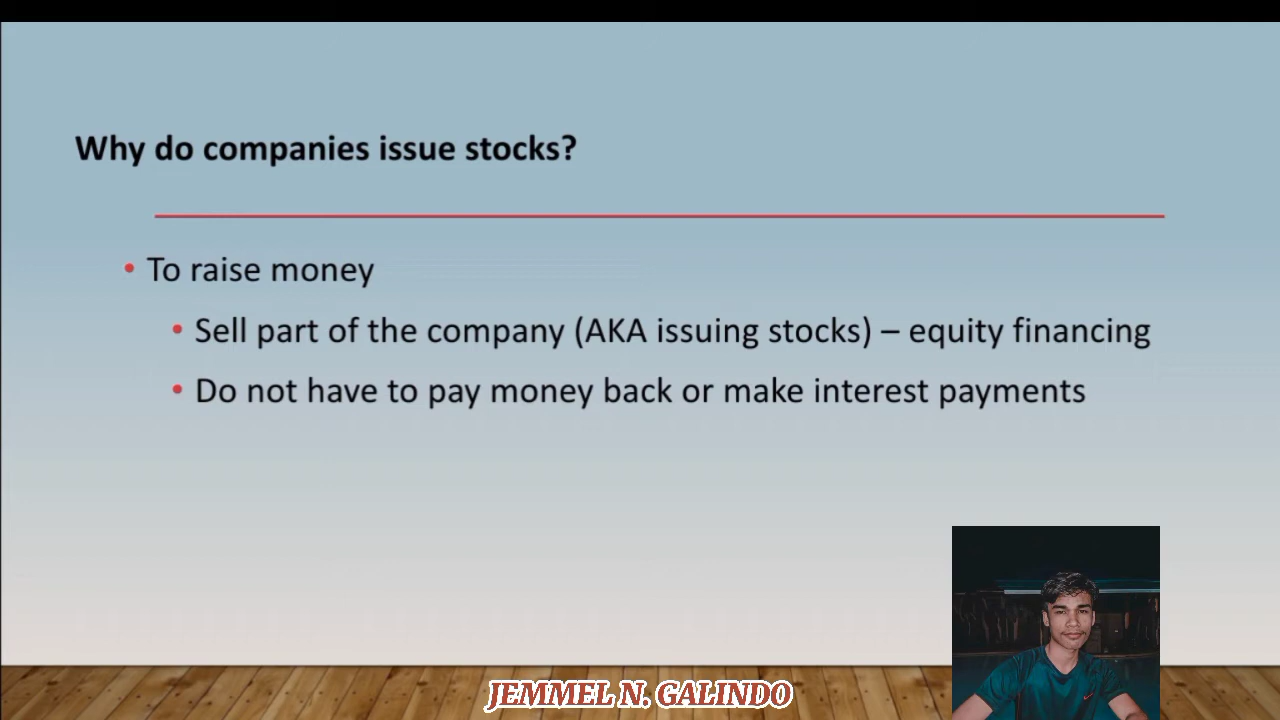 Why do companies issue stocks?
• To raise money
• Sell part of the company (AKA issuing stocks) – equity financing
• Do not have to pay money back or make interest payments
JEMMEL N. GALINDO